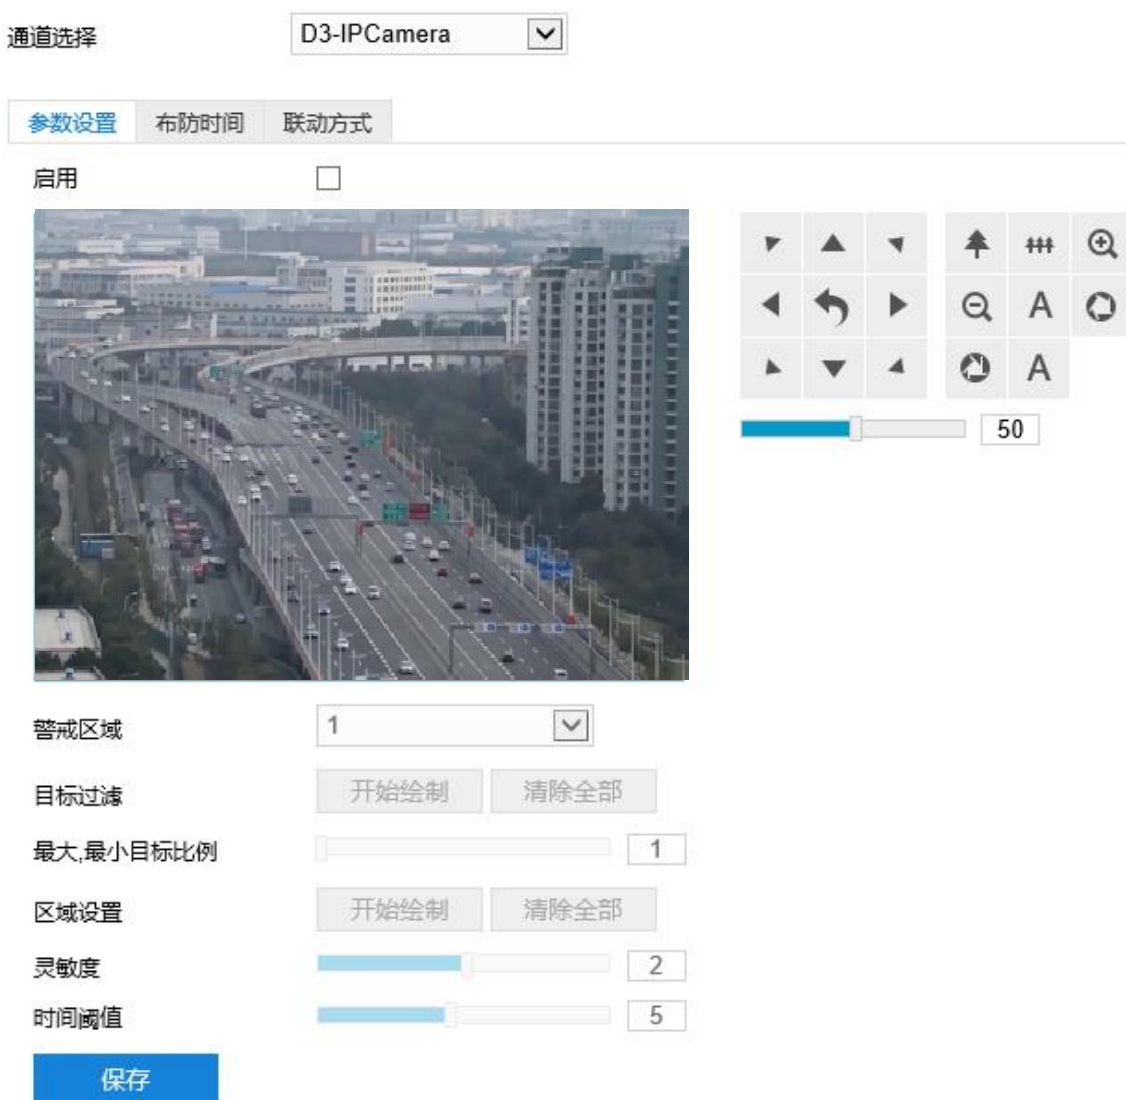 通道选择 D3-IPCamera
参数设置 布防时间 联动方式
启用
A
A
50
警戒区域 1
目标过滤 开始绘制 清除全部
最大,最小目标比例 1
区域设置 开始绘制 清除全部
灵敏度 2
时间阈值 5
保存